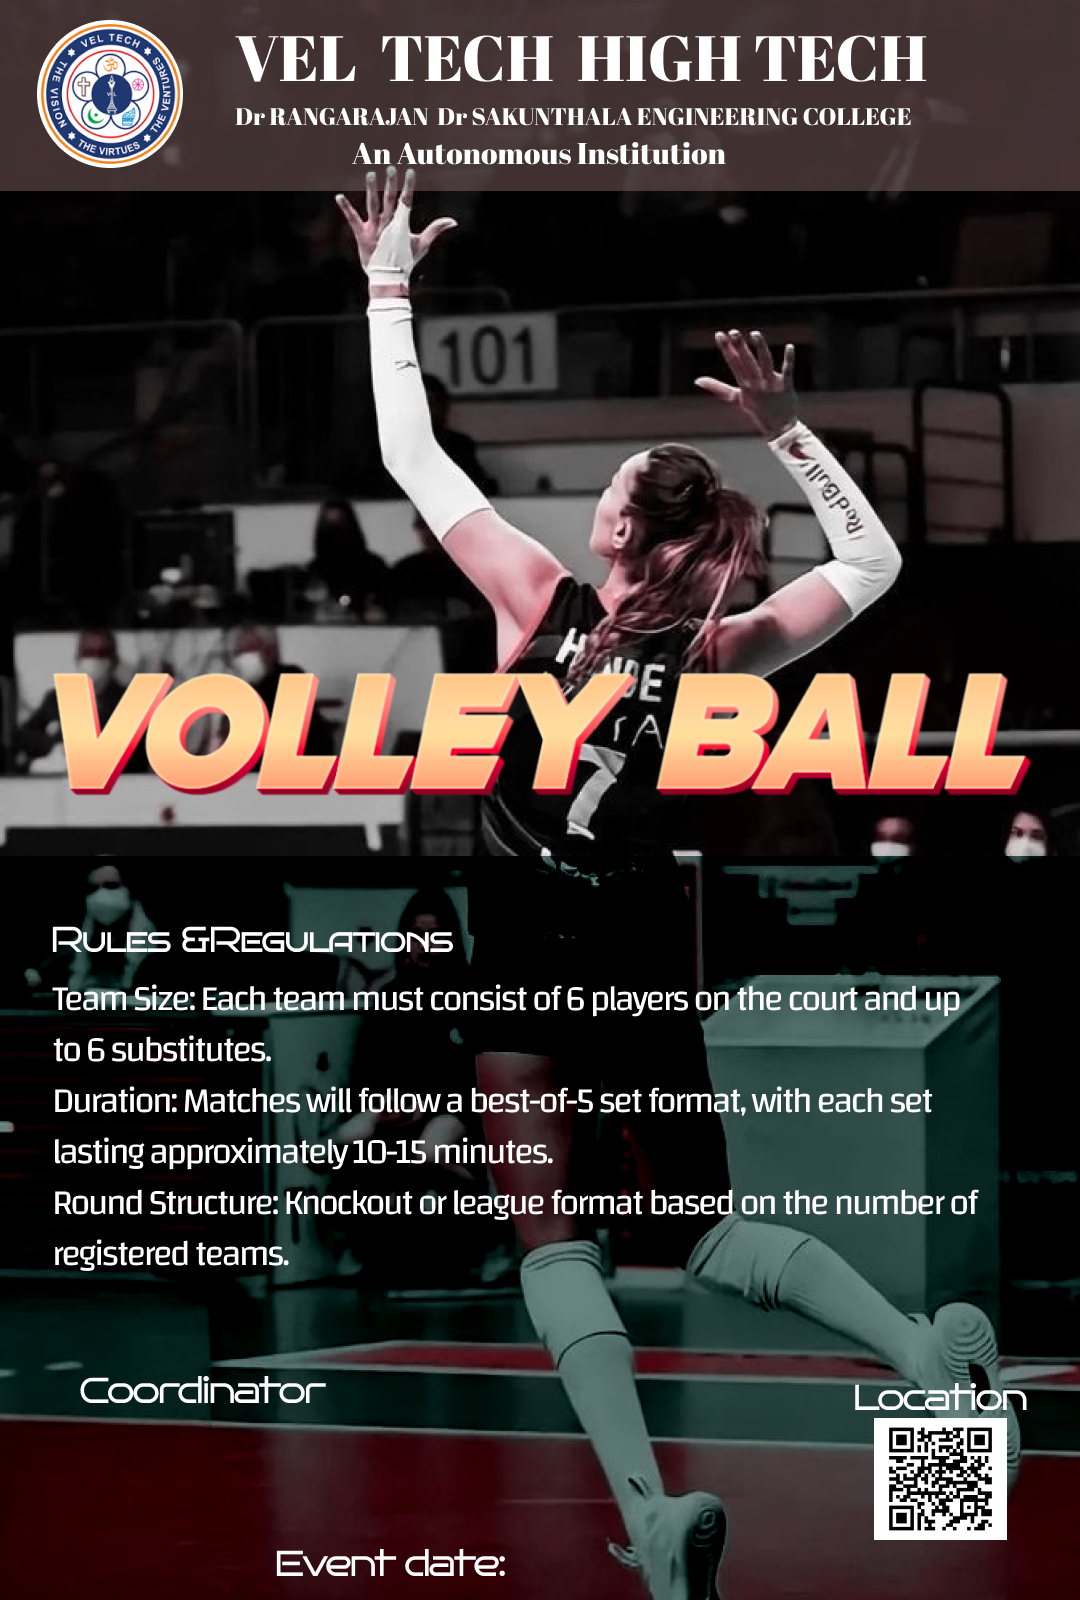 VEL TECH
THE VISION
THE VENTURES
THE VIRTUES
VEL TECH HIGH TECH
Dr RANGARAJAN Dr SAKUNTHALA ENGINEERING COLLEGE
An Autonomous Institution
101
RedBull
7
VOLLEY BALL
RULES & REGULATIONS
Team Size: Each team must consist of 6 players on the court and up
to 6 substitutes.
Duration: Matches will follow a best-of-5 set format, with each set
lasting approximately 10-15 minutes.
Round Structure: Knockout or league format based on the number of
registered teams.
Coordinator
Location
Event date: